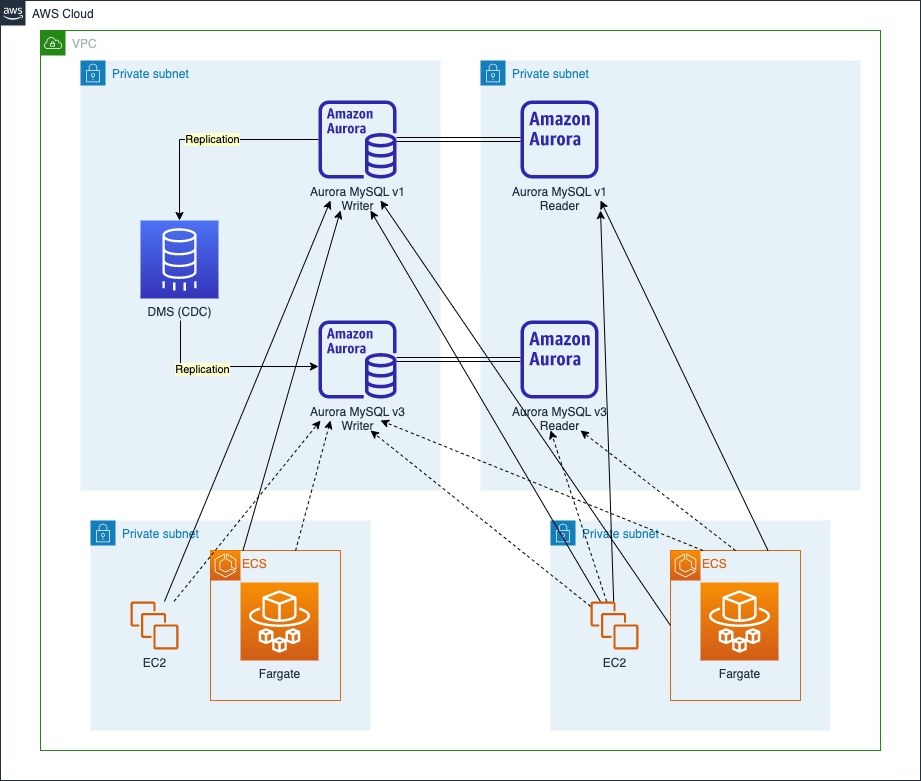 aws
AWS Cloud
VPC
Private subnet
Private subnet
Amazon
Aurora
Amazon
Aurora
Replication
Aurora MySQL v1
Writer
Aurora MySQL v1
Reader
DMS (CDC)
Amazon
Aurora
Amazon
Aurora
Replication
Aurora MySQL v3
Writer
Aurora MySQL v3
Reader
Private subnet
Private subnet
ECS
ECS
EC2
Fargate
EC2
Fargate